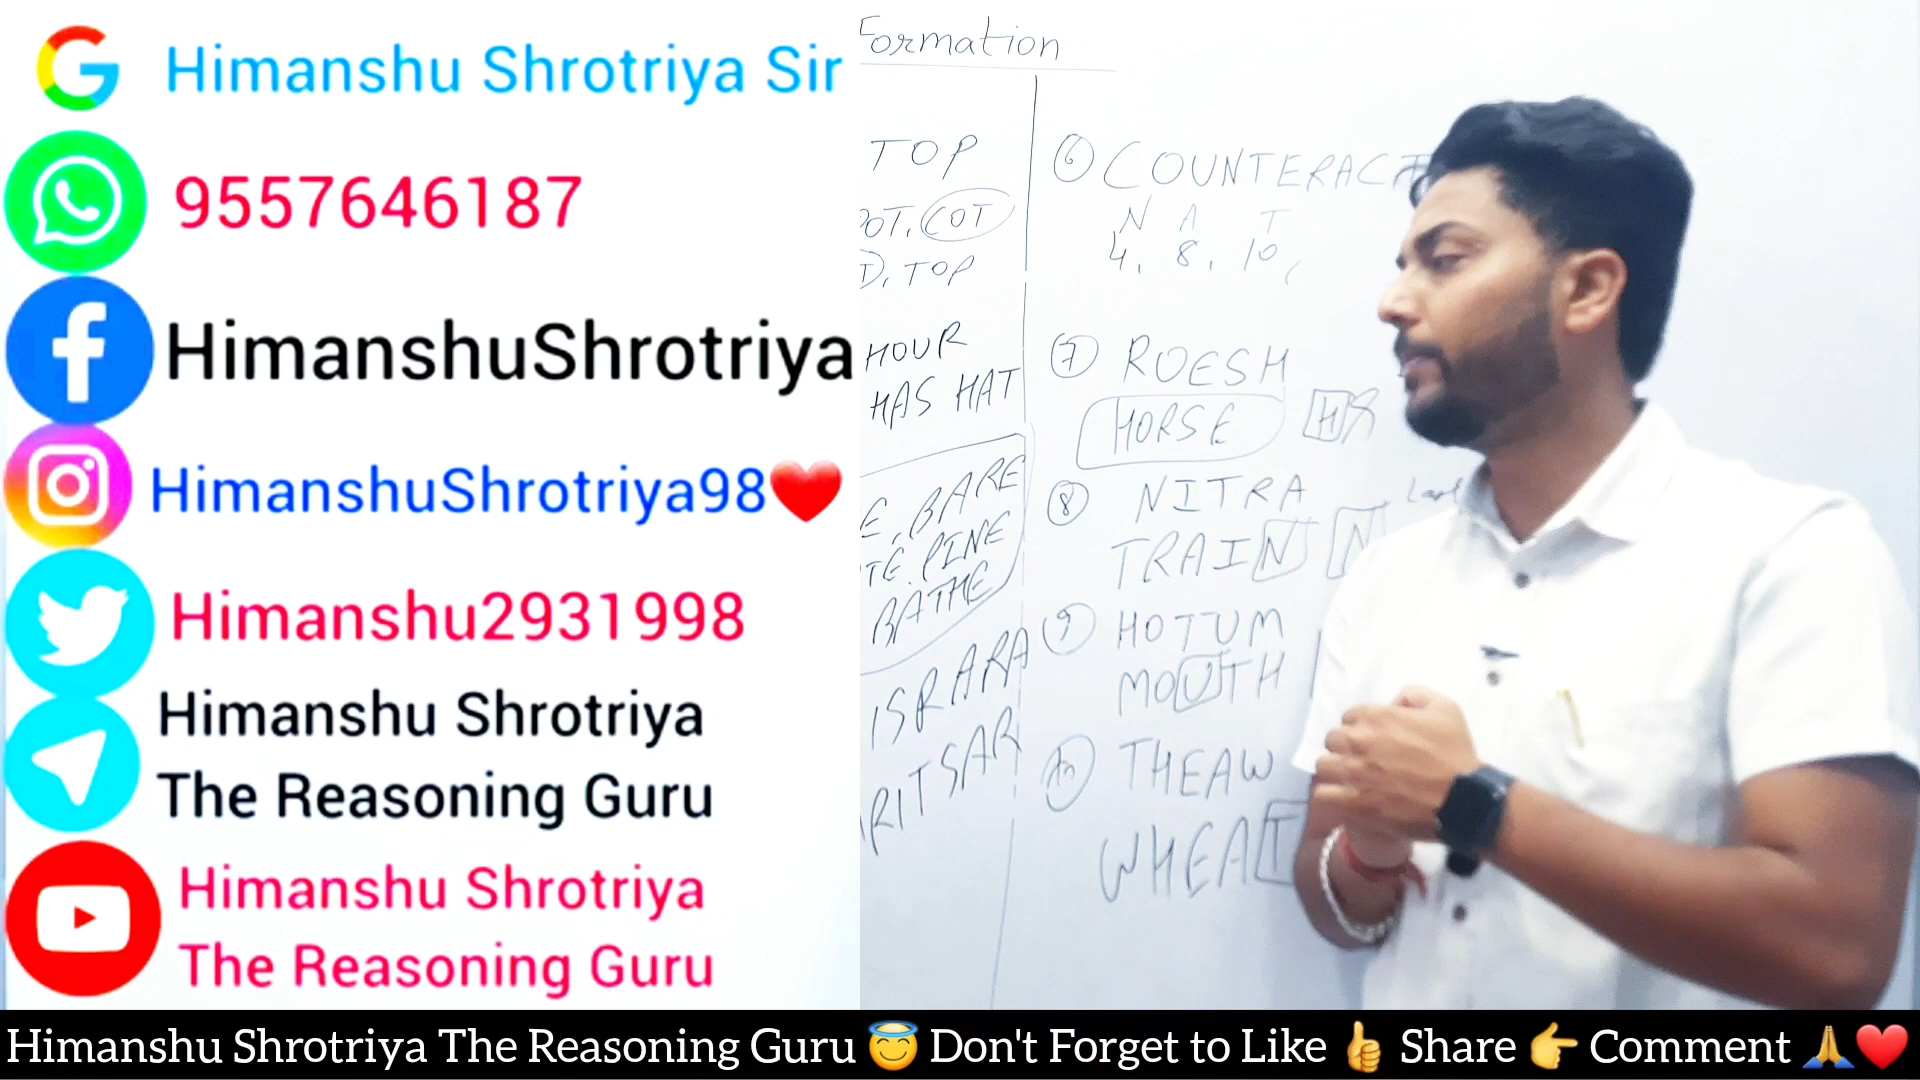 Himanshu Shrotriya Sir
9557646187
HimanshuShrotriya
HimanshuShrotriya98❤️
Himanshu2931998
Himanshu Shrotriya
The Reasoning Guru
Himanshu Shrotriya
The Reasoning Guru
Formation
TOP
COT
TOP
HOUR
HAS HAT
BARE
PINE
BATHE
ISRARA
RITSAR
6 COUNTERACT
N A T
4, 8, 10,
7 ROESH
HORSE H
8 NITRA
TRAIN N
9 HOTUM
MOUTH
10 THEAW
WHEAT
Himanshu Shrotriya The Reasoning Guru 😇 Don't Forget to Like 👍 Share 👉 Comment 🙏❤️